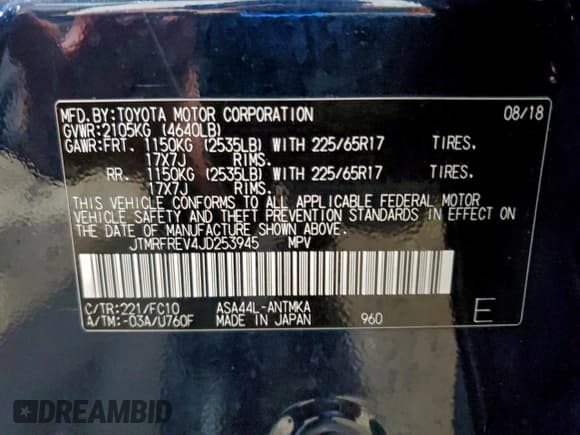 MFD.BY:TOYOTA MOTOR CORPORATION 08/18
GVWR:2105KG (4640LB)
GAWR:FRT. 1150KG (2535LB) WITH 225/65R17 TIRES.
17X7J RIMS.
RR. 1150KG (2535LB) WITH 225/65R17 TIRES.
17X7J RIMS.
THIS VEHICLE CONFORMS TO ALL APPLICABLE FEDERAL MOTOR
VEHICLE SAFETY AND THEFT PREVENTION STANDARDS IN EFFECT ON
THE DATE OF MANUFACTURE SHOWN ABOVE.
JTMRFREV4JD253945 MPV
C/TR:221/FC10 ASA44L-ANTMKA
A/TM:-03A/U760F MADE IN JAPAN 960 E
DREAMBID